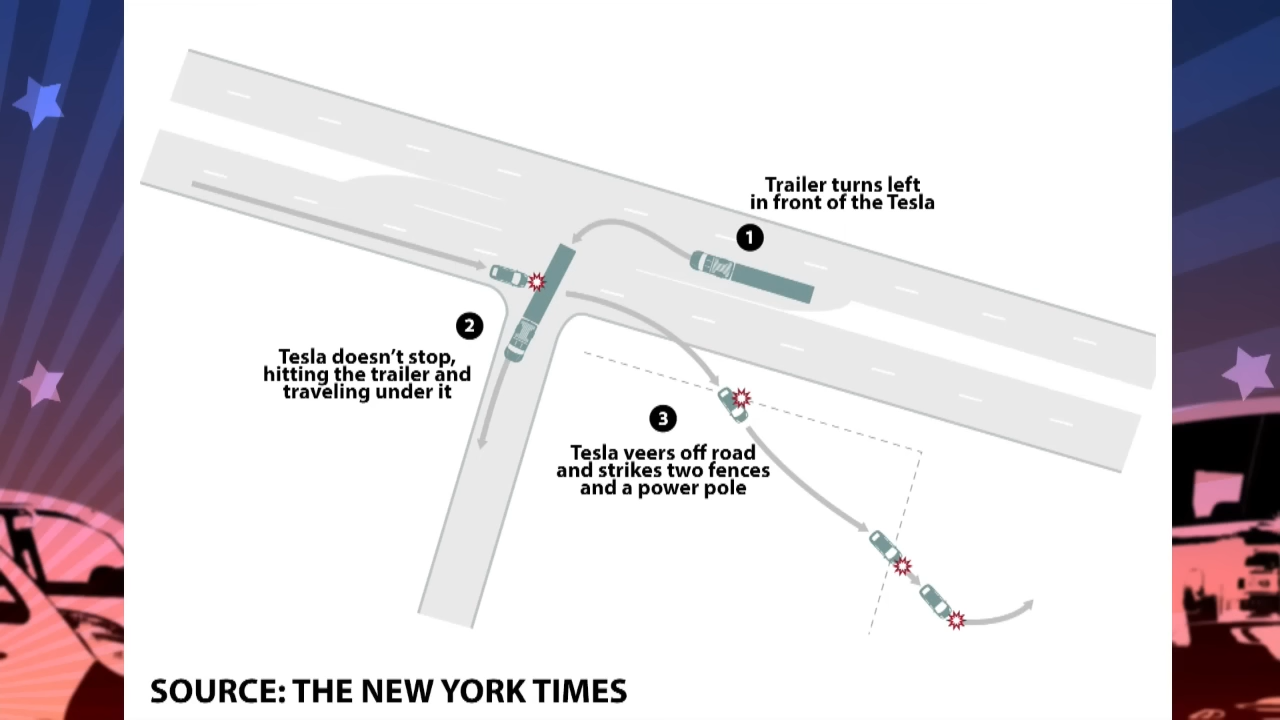 Trailer turns left
in front of the Tesla
1
2
Tesla doesn't stop,
hitting the trailer and
traveling under it
3
Tesla veers off road
and strikes two fences
and a power pole
SOURCE: THE NEW YORK TIMES